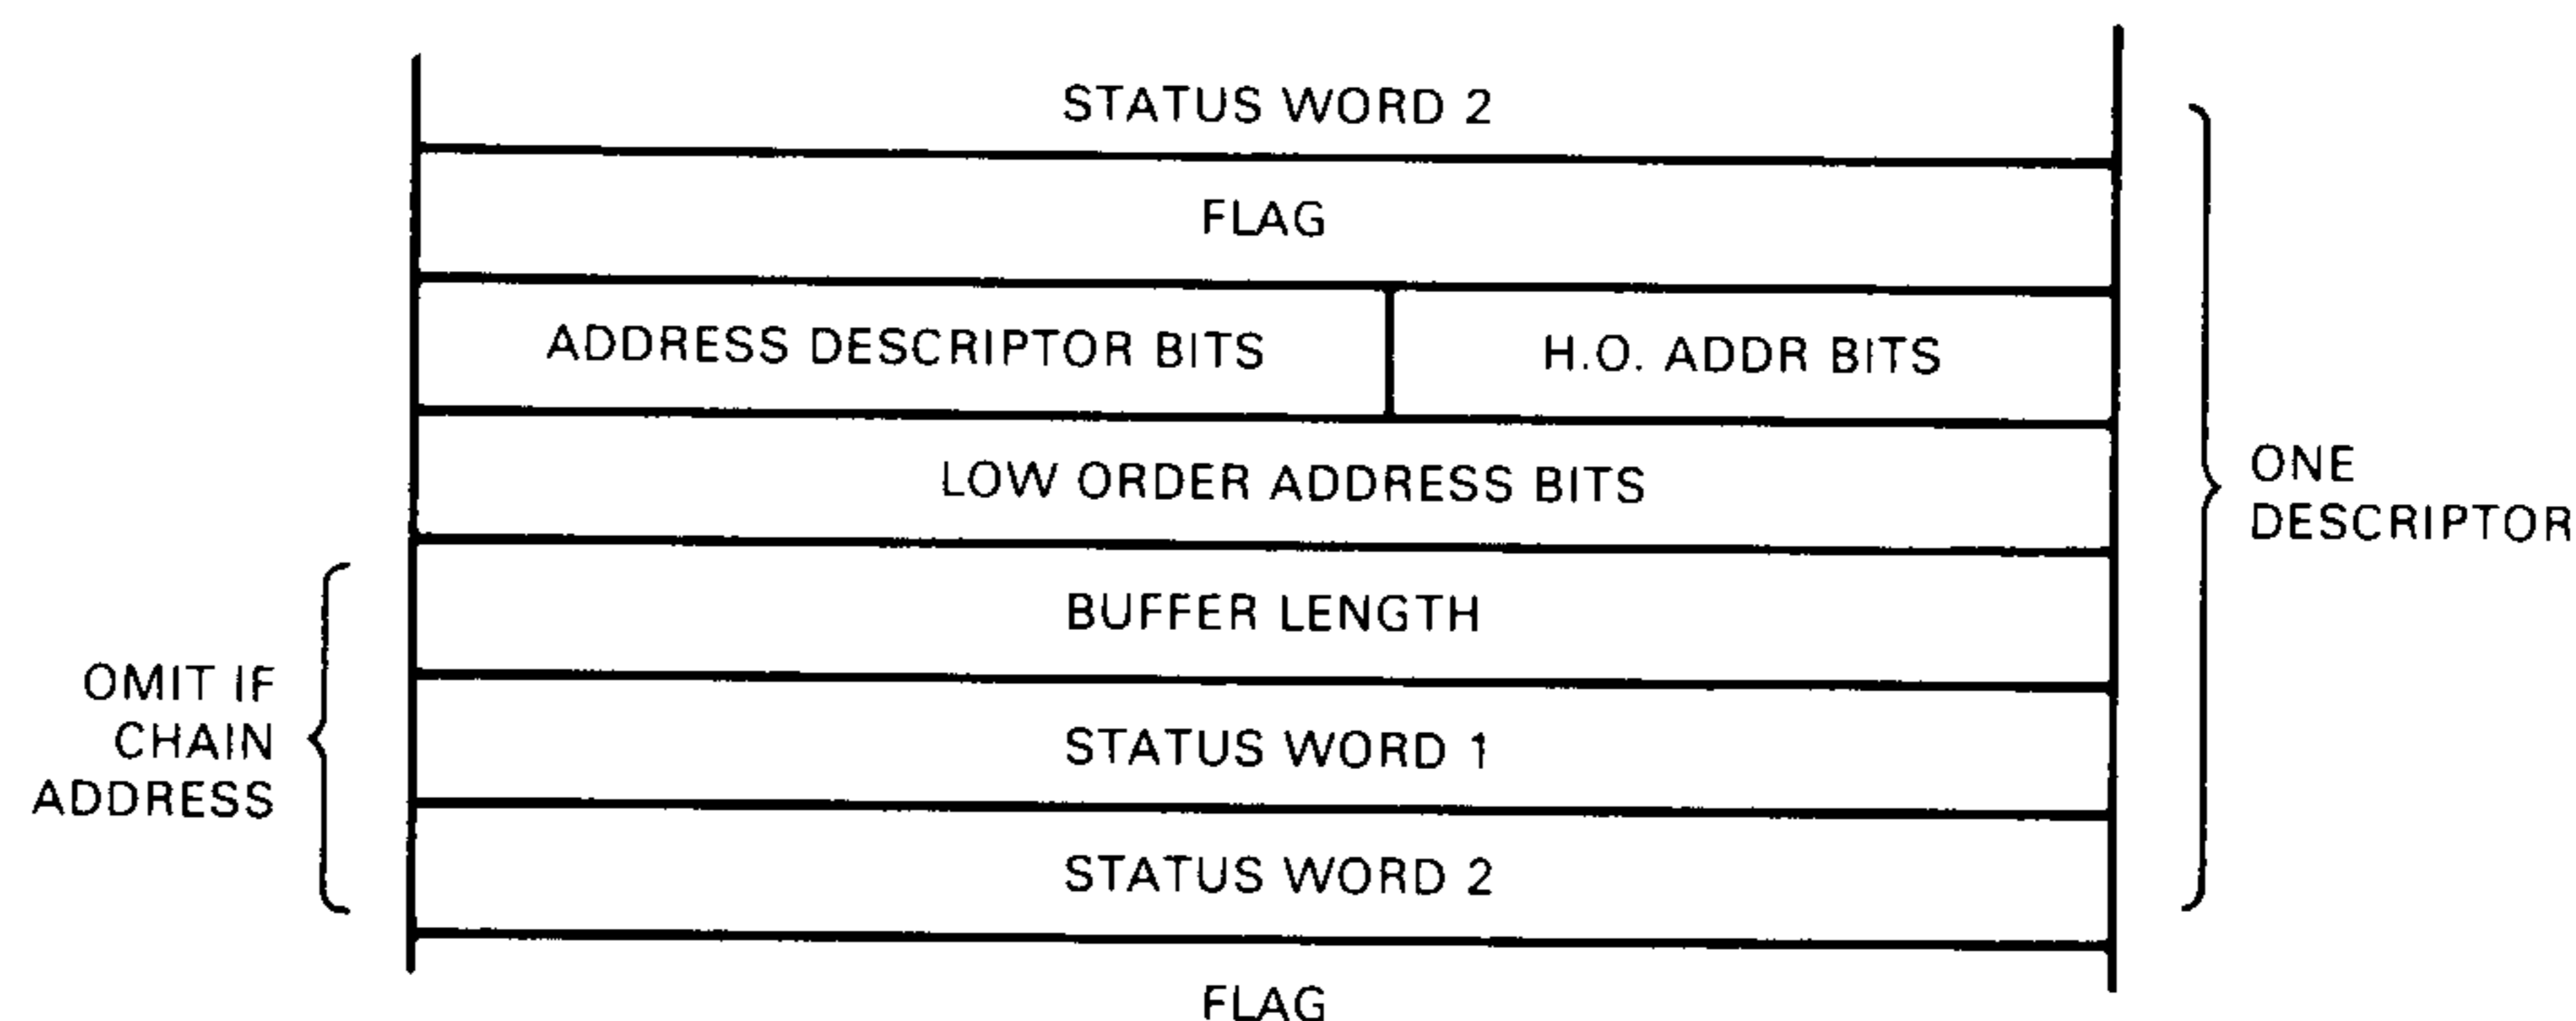 STATUS WORD 2
FLAG
ADDRESS DESCRIPTOR BITS
H.O. ADDR BITS
LOW ORDER ADDRESS BITS
ONE
DESCRIPTOR
BUFFER LENGTH
OMIT IF
CHAIN
ADDRESS
STATUS WORD 1
STATUS WORD 2
FLAG